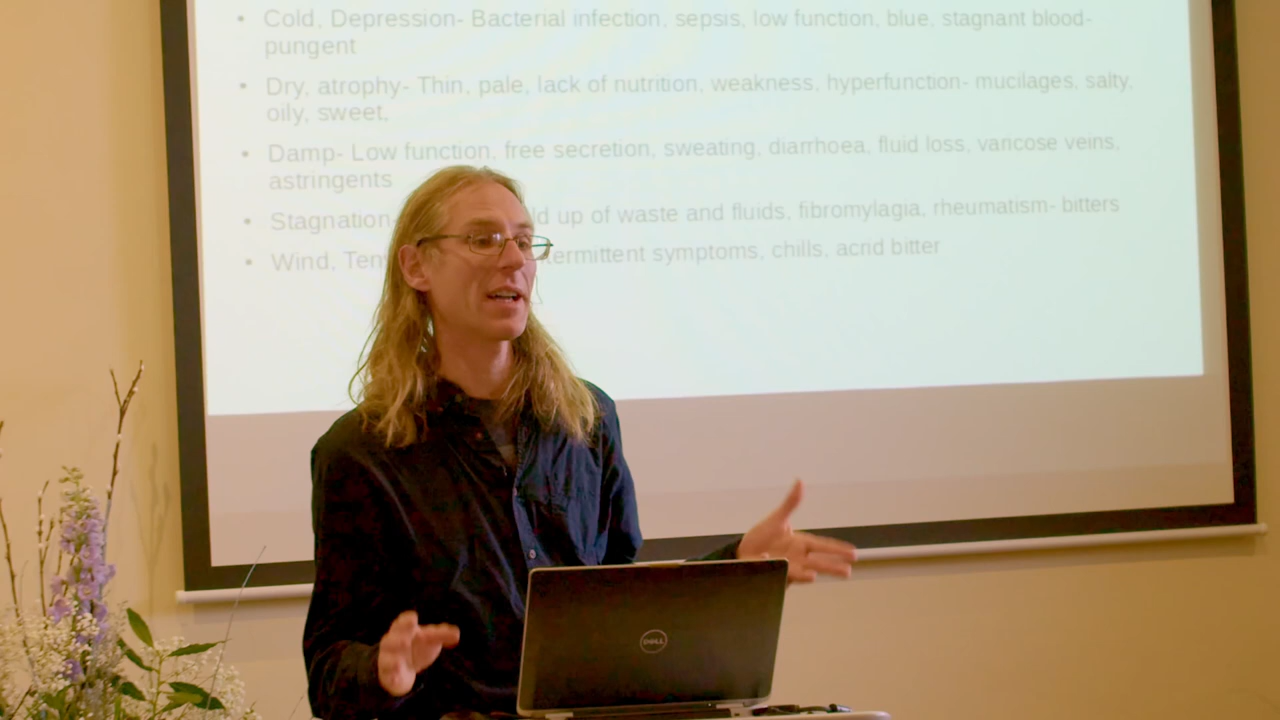 • Cold, Depression- Bacterial infection, sepsis, low function, blue, stagnant blood-
pungent
• Dry, atrophy- Thin, pale, lack of nutrition, weakness, hyperfunction- mucilages, salty,
oily, sweet,
• Damp- Low function, free secretion, sweating, diarrhoea, fluid loss, varicose veins,
astringents
• Stagnation- up of waste and fluids, fibromylagia, rheumatism- bitters
• Wind, symptoms, chills, acrid bitter
DELL